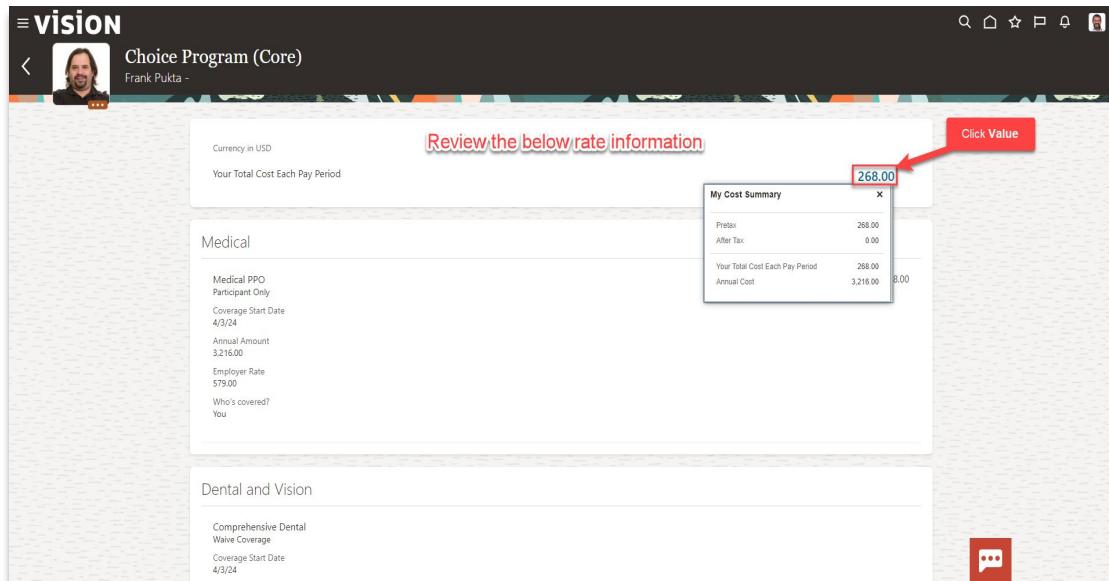 vision
Choice Program (Core)
Frank Pukta -
Currency in USD
Review the below rate information
Click Value
Your Total Cost Each Pay Period
268.00
My Cost Summary
Pretax 268.00
After Tax 0.00
Your Total Cost Each Pay Period 268.00
Annual Cost 3,216.00
Medical
Medical PPO
8.00
Participant Only
Coverage Start Date
4/3/24
Annual Amount
3,216.00
Employer Rate
579.00
Who's covered?
You
Dental and Vision
Comprehensive Dental
Waive Coverage
Coverage Start Date
4/3/24